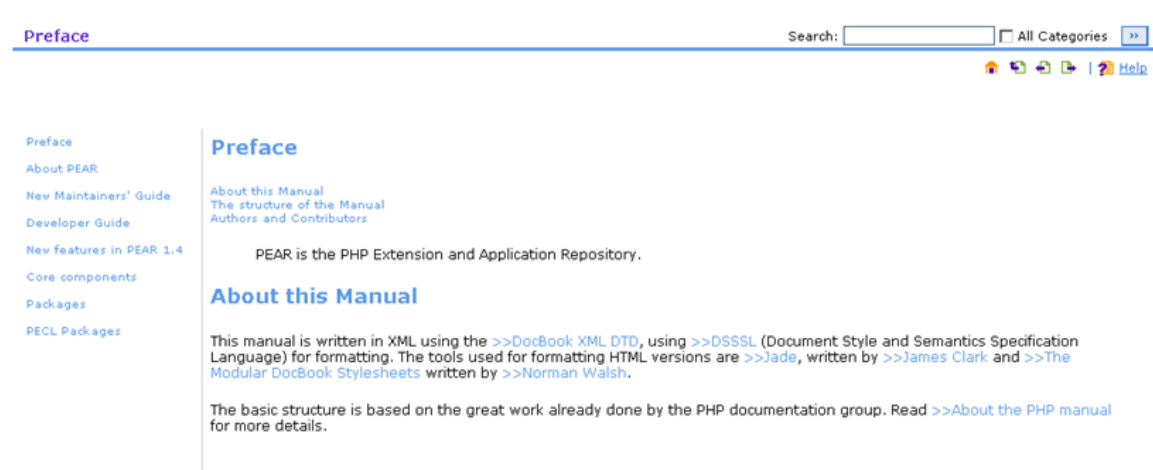 Preface
Search: All Categories »
| Help
Preface
About PEAR
New Maintainers' Guide
Developer Guide
New features in PEAR 1.4
Core components
Packages
PECL Packages
Preface
About this Manual
The structure of the Manual
Authors and Contributors
PEAR is the PHP Extension and Application Repository.
About this Manual
This manual is written in XML using the >>DocBook XML DTD, using >>DSSSL (Document Style and Semantics Specification
Language) for formatting. The tools used for formatting HTML versions are >>Jade, written by >>James Clark and >>The
Modular DocBook Stylesheets written by >>Norman Walsh.
The basic structure is based on the great work already done by the PHP documentation group. Read >>About the PHP manual
for more details.